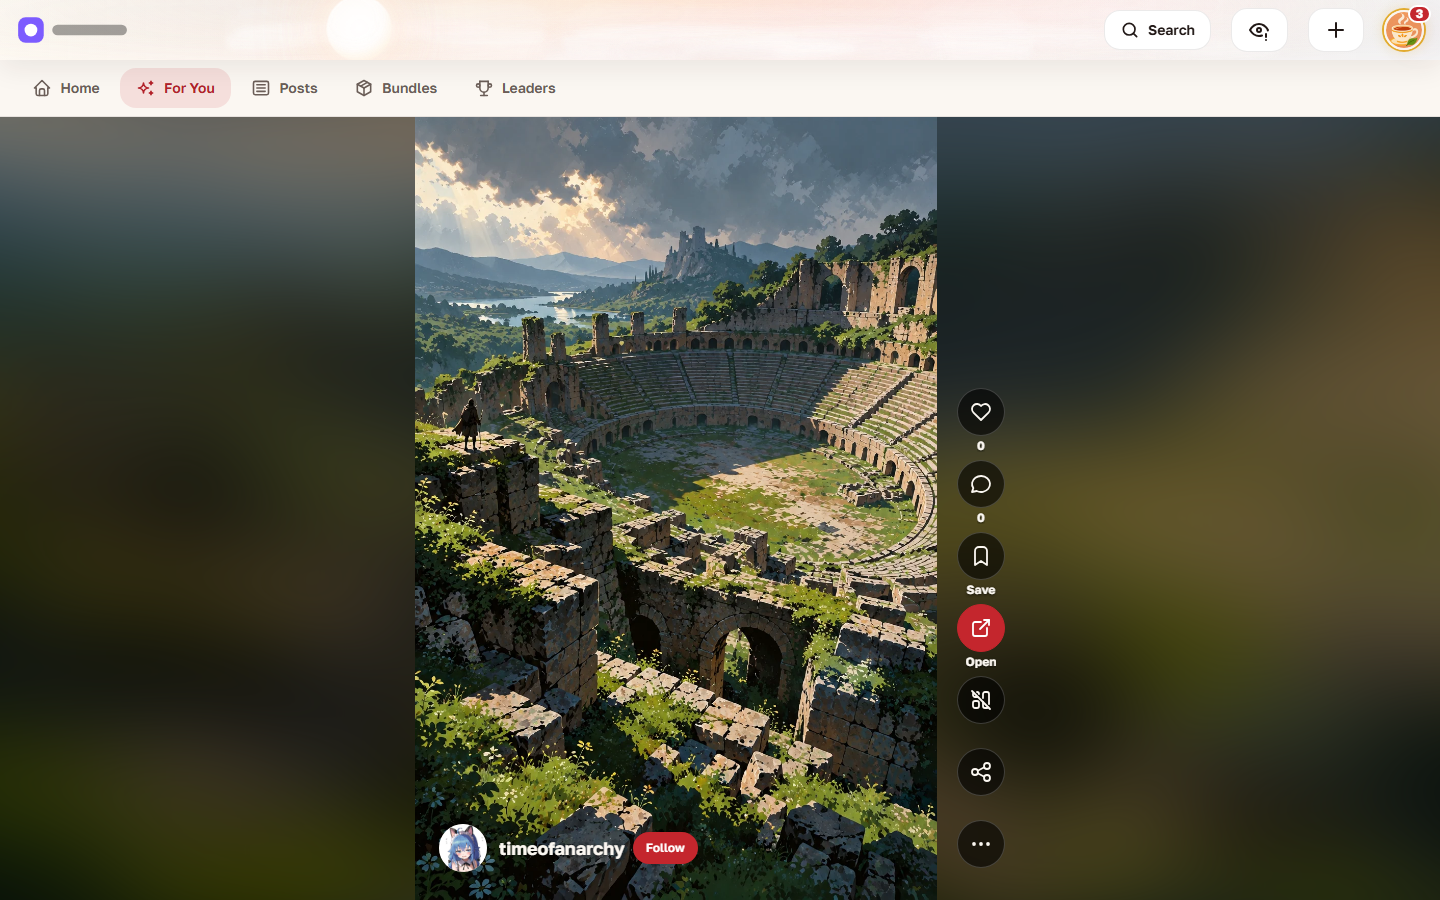 Search
3
Home
For You
Posts
Bundles
Leaders
0
0
Save
Open
timeofanarchy
Follow